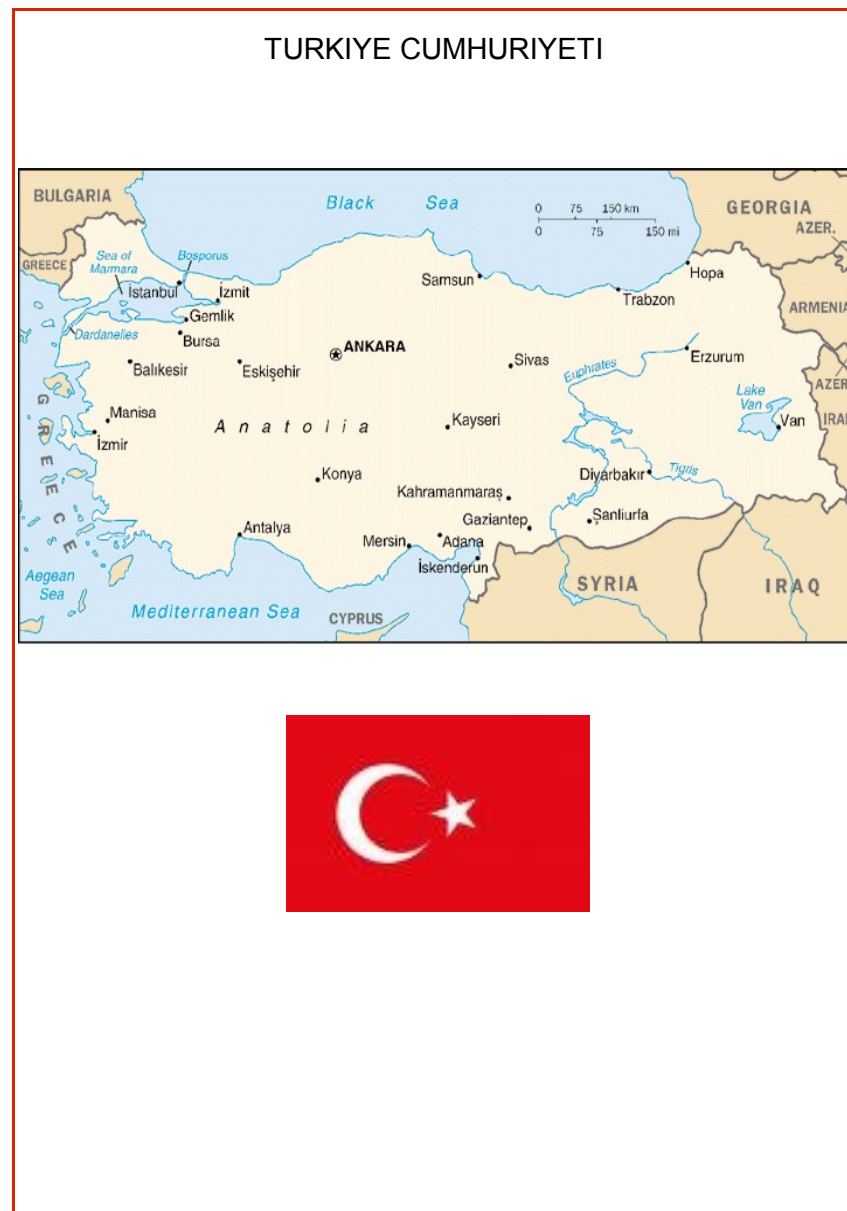 TURKIYE CUMHURIYETI
BULGARIA
Black Sea
0 75 150 km
0 75 150 mi
GEORGIA
AZER.
GREECE
Sea of
Marmara
Bosporus
İstanbul
İzmit
Samsun
Hopa
Trabzon
ARMENIA
Gemlik
Dardanelles
Bursa
ANKARA
Balıkesir
Eskişehir
Sivas
Euphrates
Erzurum
AZER
Lake
Van
IRAN
GREECE
Manisa
Anatolia
Kayseri
Van
İzmir
Konya
Diyarbakır
Tigris
Kahramanmaraş
Antalya
Gaziantep
Şanlıurfa
Mersin
Adana
İskenderun
Aegean
Sea
SYRIA
IRAQ
Mediterranean Sea
CYPRUS